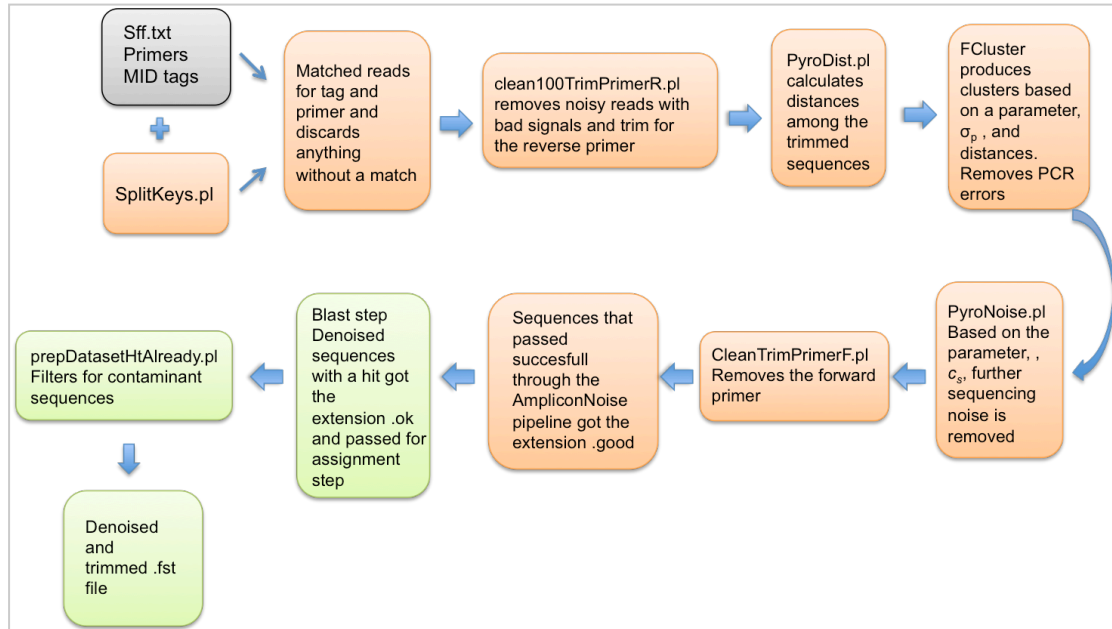 Sff.txt
Primers
MID tags
SplitKeys.pl
Matched reads
for tag and
primer and
discards
anything
without a match
clean100TrimPrimerR.pl
removes noisy reads with
bad signals and trim for
the reverse primer
PyroDist.pl
calculates
distances
among the
trimmed
sequences
FCluster
produces
clusters based
on a parameter,
σp , and
distances.
Removes PCR
errors
PyroNoise.pl
Based on the
parameter, ,
cs, further
sequencing
noise is
removed
CleanTrimPrimerF.pl
Removes the forward
primer
Sequences that
passed
succesfull
through the
AmpliconNoise
pipeline got the
extension .good
Blast step
Denoised
sequences
with a hit got
the
extension .ok
and passed for
assignment
step
prepDatasetHtAlready.pl
Filters for contaminant
sequences
Denoised
and
trimmed .fst
file